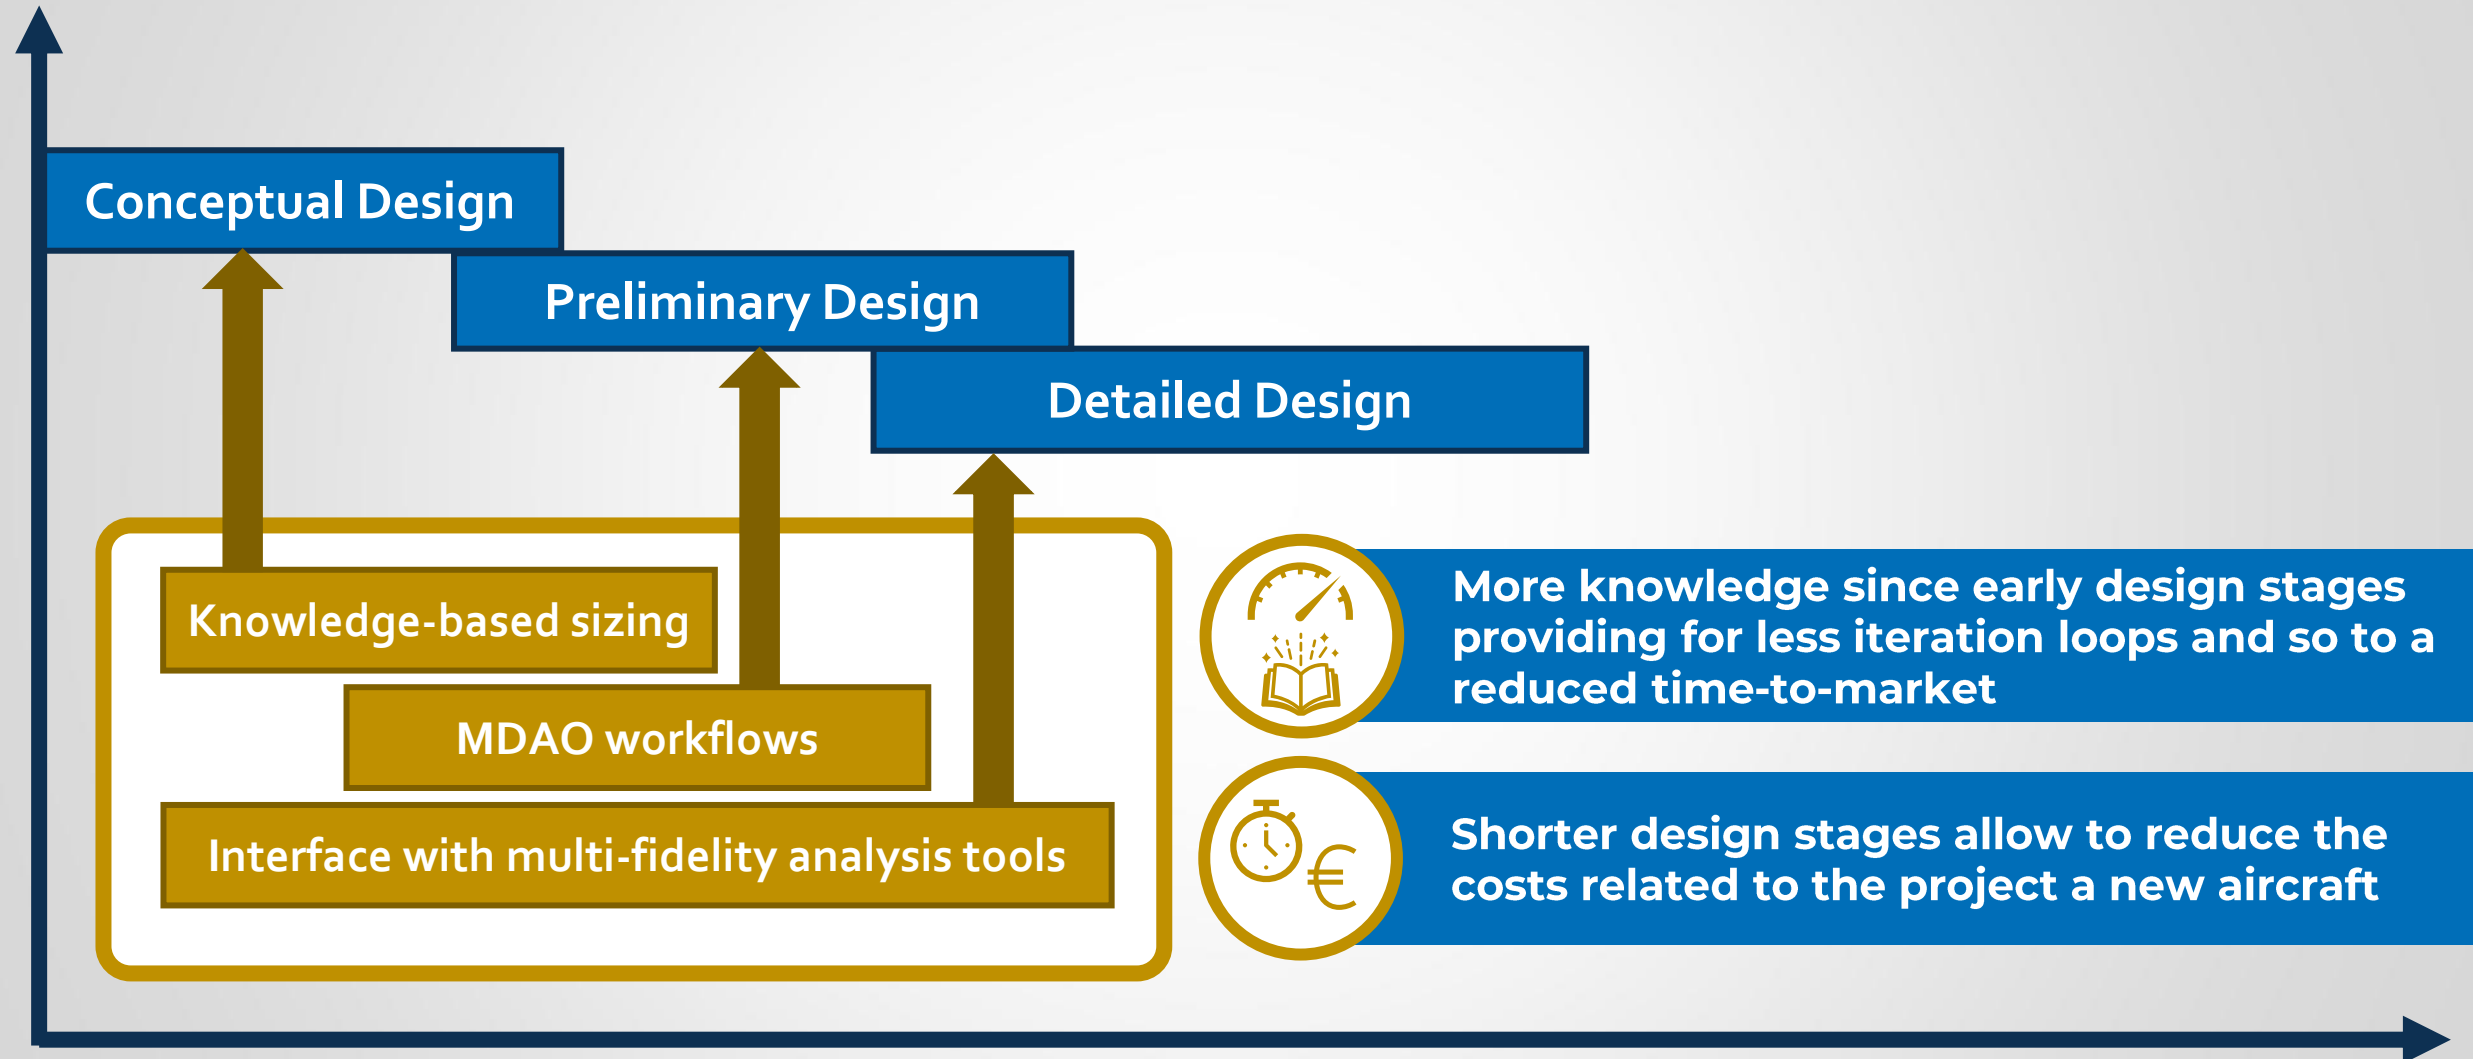 Conceptual Design
Preliminary Design
Detailed Design
Knowledge-based sizing
MDAO workflows
Interface with multi-fidelity analysis tools
More knowledge since early design stages
providing for less iteration loops and so to a
reduced time-to-market
€
Shorter design stages allow to reduce the
costs related to the project a new aircraft